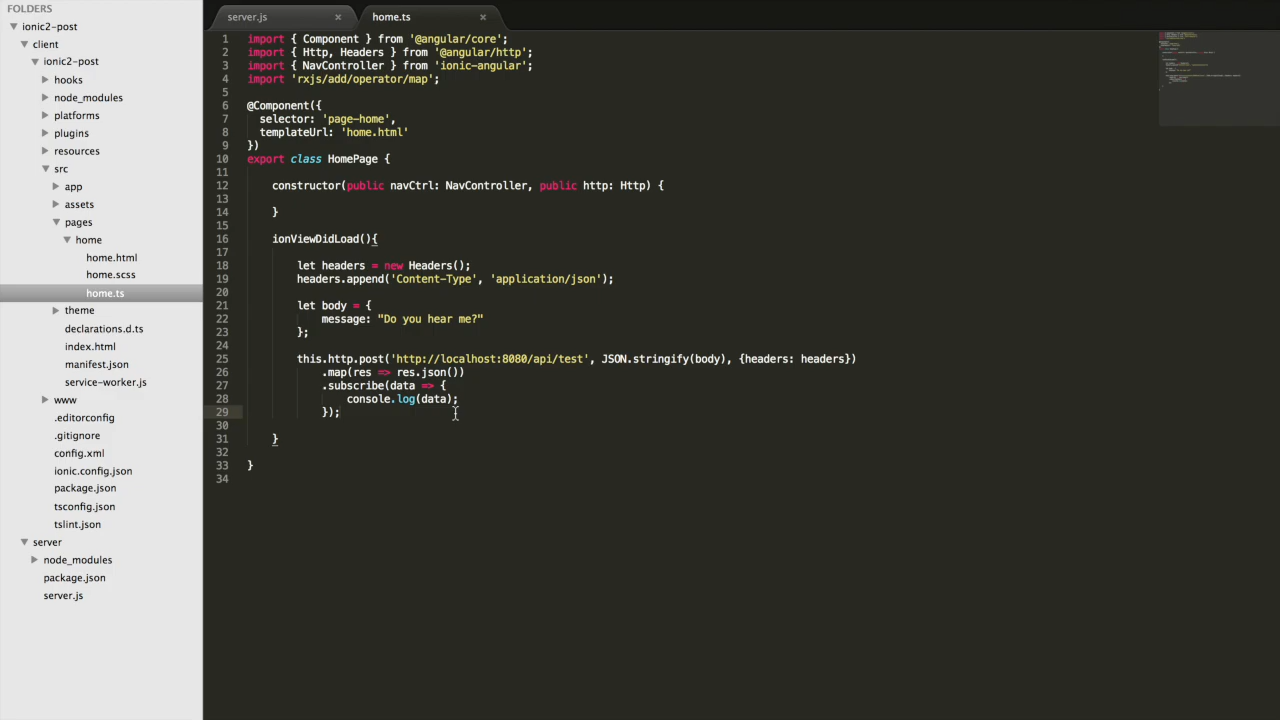 FOLDERS
ionic2-post
client
ionic2-post
hooks
node_modules
platforms
plugins
resources
src
app
assets
pages
home
home.html
home.scss
home.ts
theme
declarations.d.ts
index.html
manifest.json
service-worker.js
www
.editorconfig
.gitignore
config.xml
ionic.config.json
package.json
tsconfig.json
tslint.json
server
node_modules
package.json
server.js
server.js × home.ts ×
1 import { Component } from '@angular/core';
2 import { Http, Headers } from '@angular/http';
3 import { NavController } from 'ionic-angular';
4 import 'rxjs/add/operator/map';
5
6 @Component({
7 selector: 'page-home',
8 templateUrl: 'home.html'
9 })
10 export class HomePage {
11
12 constructor(public navCtrl: NavController, public http: Http) {
13
14 }
15
16 ionViewDidLoad(){
17
18 let headers = new Headers();
19 headers.append('Content-Type', 'application/json');
20
21 let body = {
22 message: "Do you hear me?"
23 };
24
25 this.http.post('http://localhost:8080/api/test', JSON.stringify(body), {headers: headers})
26 .map(res => res.json())
27 .subscribe(data => {
28 console.log(data);
29 });
30
31 }
32
33 }
34